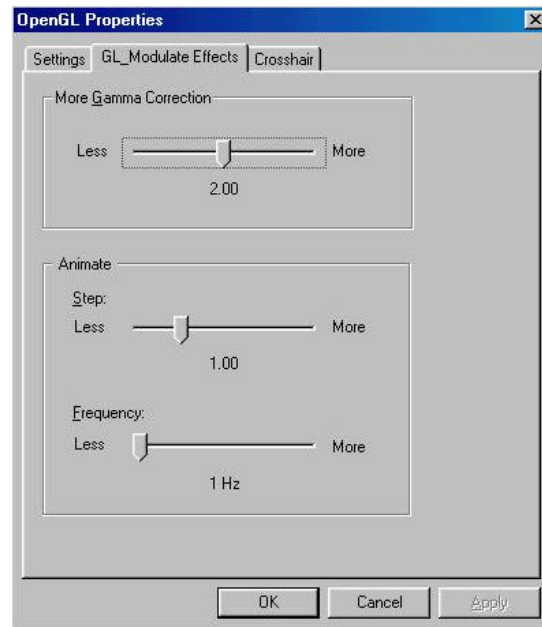 OpenGL Properties
Settings GL_Modulate Effects Crosshair
More Gamma Correction
Less More
2.00
Animate
Step:
Less More
1.00
Frequency:
Less More
1 Hz
OK Cancel Apply